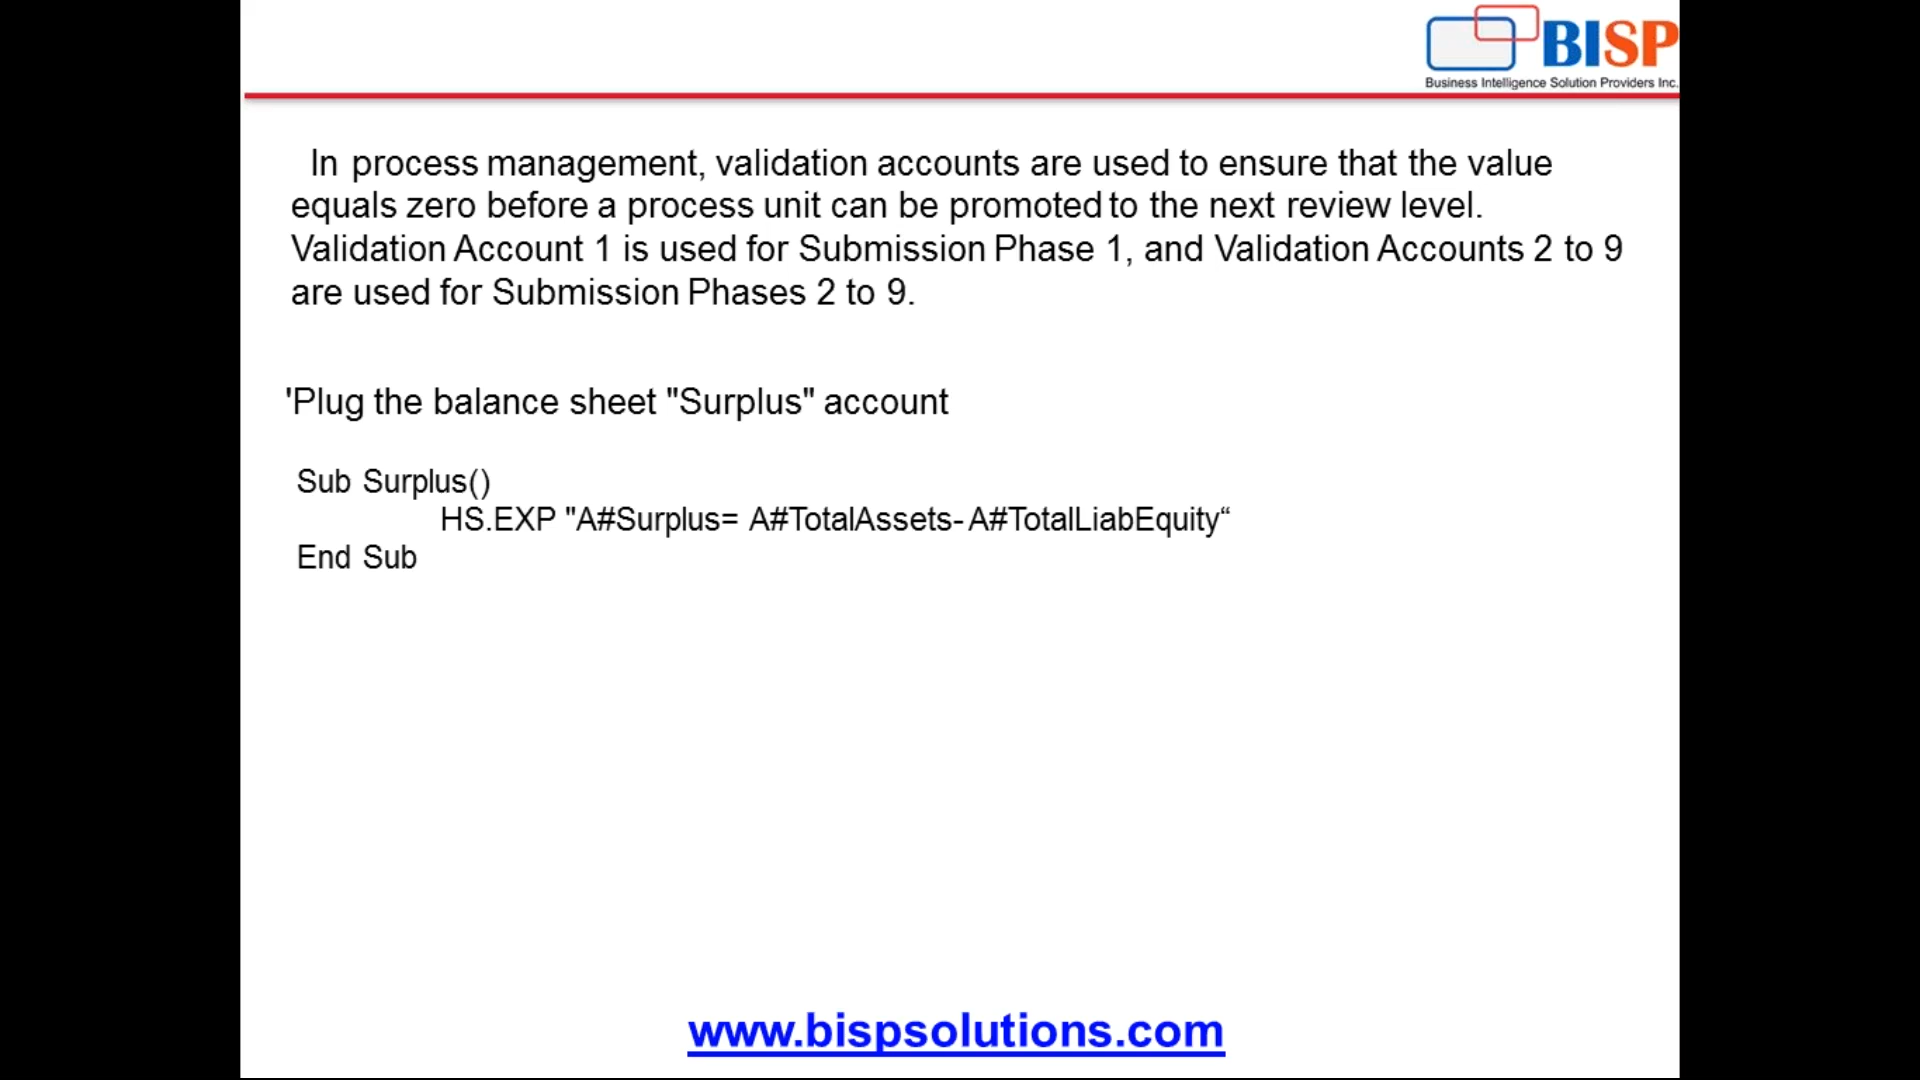 BISP
Business Intelligence Solution Providers Inc.
In process management, validation accounts are used to ensure that the value
equals zero before a process unit can be promoted to the next review level.
Validation Account 1 is used for Submission Phase 1, and Validation Accounts 2 to 9
are used for Submission Phases 2 to 9.
'Plug the balance sheet "Surplus" account
Sub Surplus()
HS.EXP "A#Surplus= A#TotalAssets- A#TotalLiabEquity“
End Sub
www.bispsolutions.com